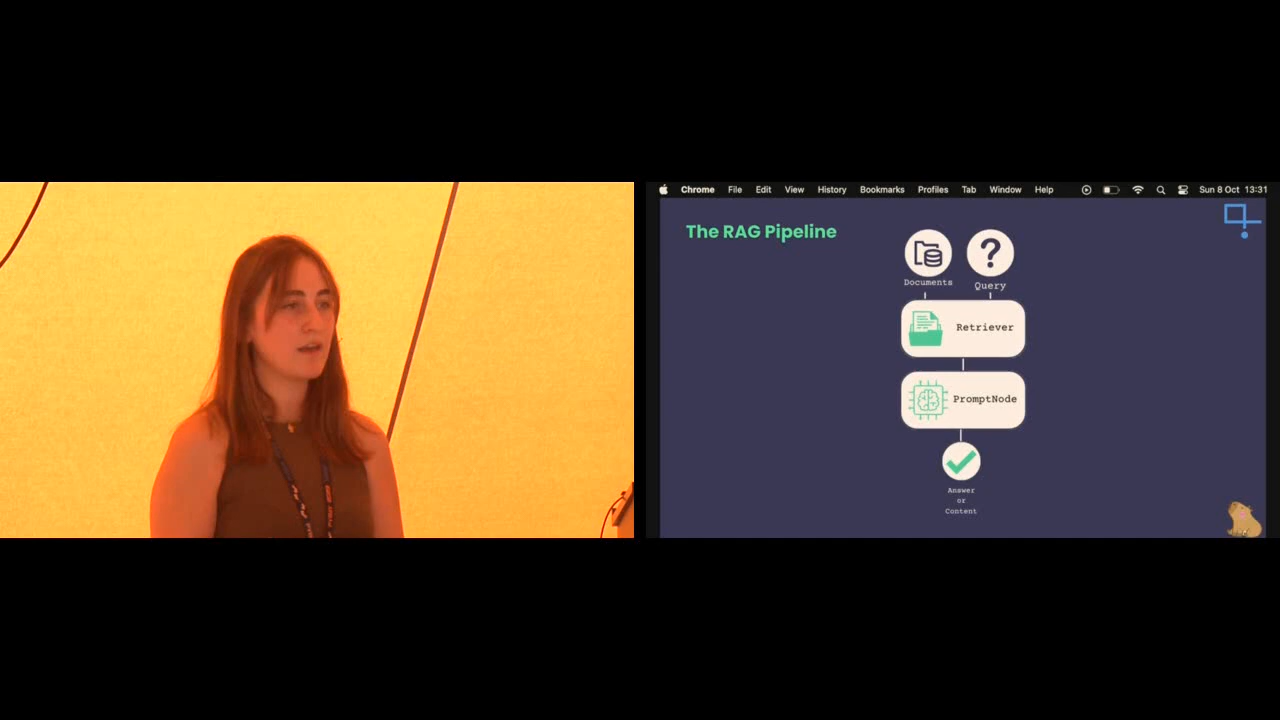 Chrome File Edit View History Bookmarks Profiles Tab Window Help Sun 8 Oct 13:31
The RAG Pipeline
Documents
Query
Retriever
PromptNode
Answer
or
Content